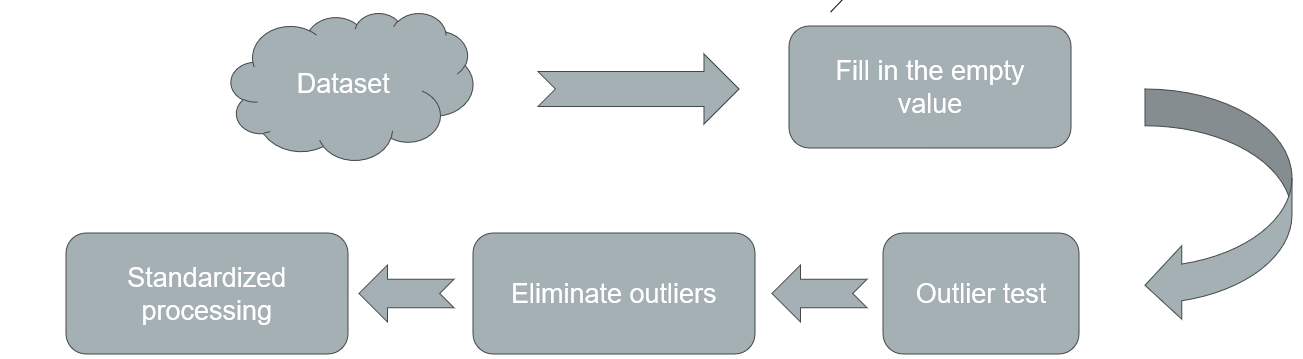 Dataset
Fill in the empty
value
Outlier test
Eliminate outliers
Standardized
processing